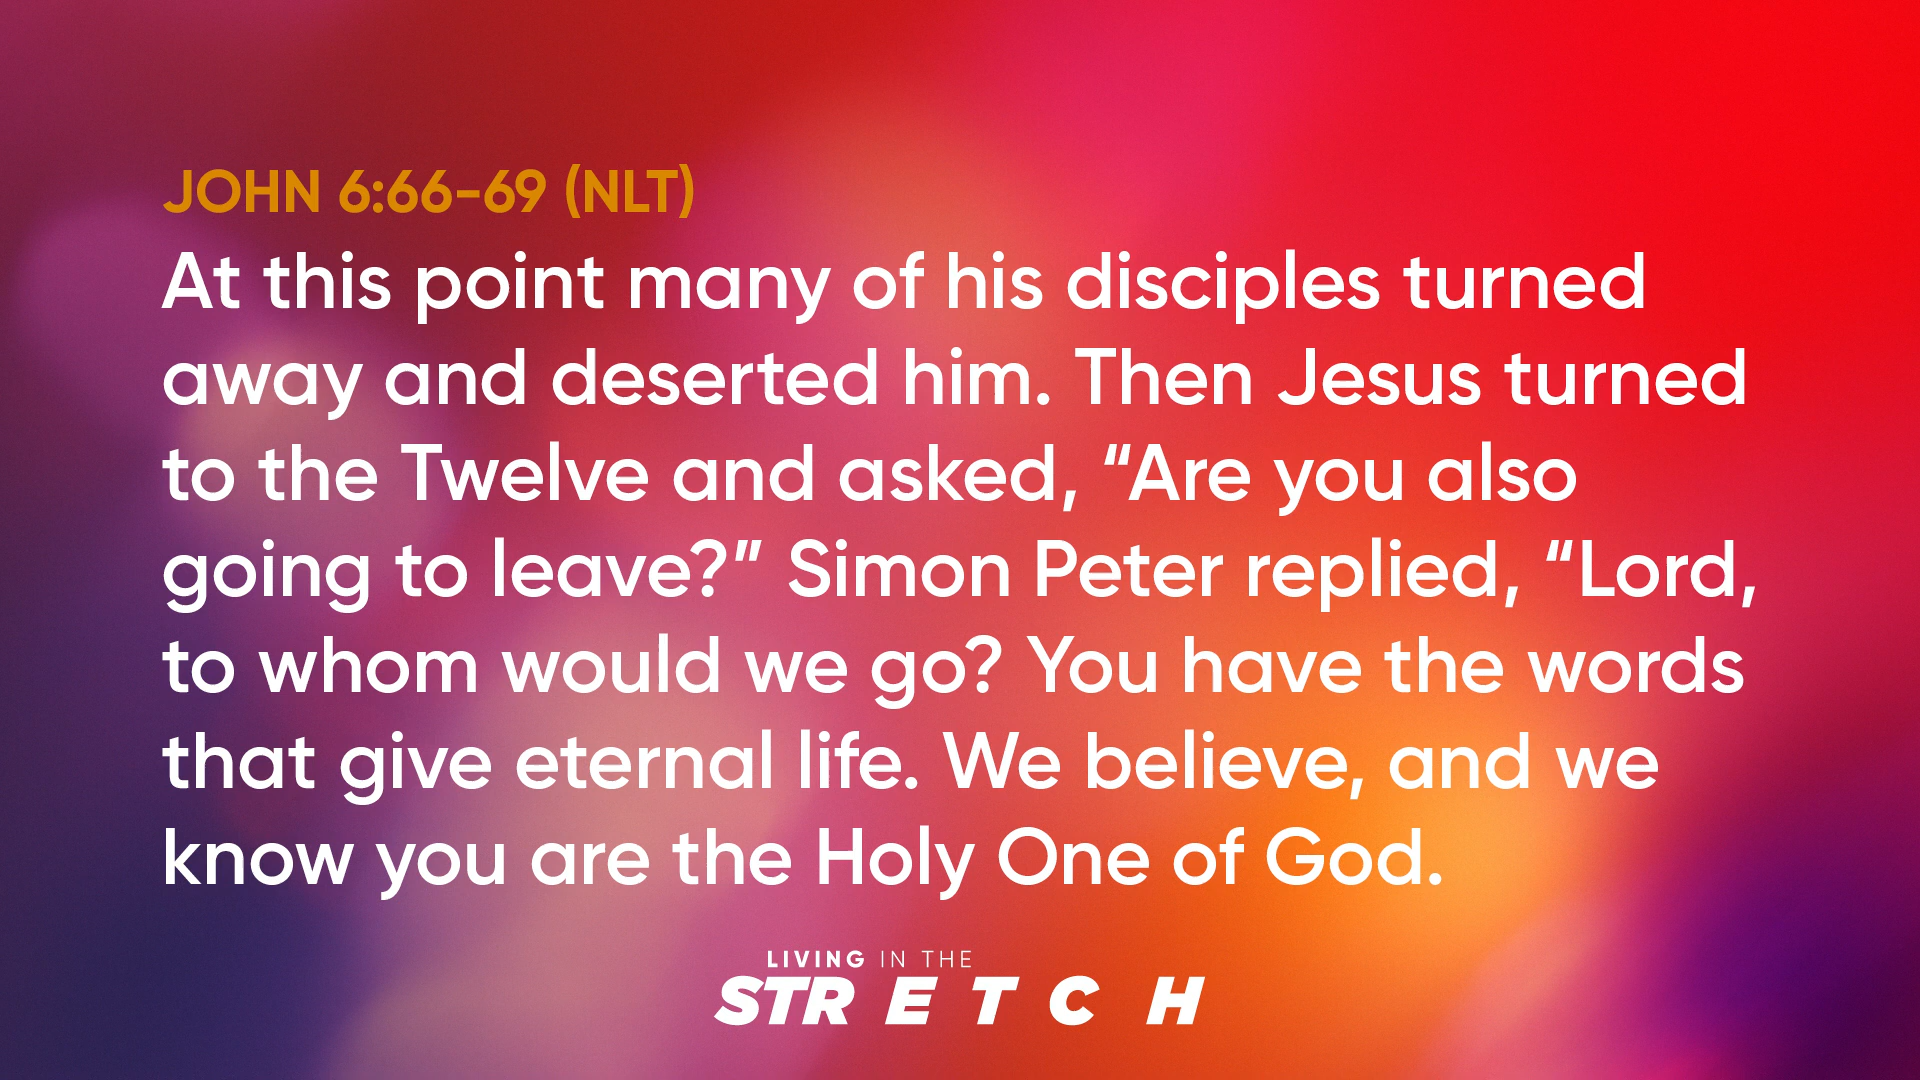 JOHN 6:66-69 (NLT)
At this point many of his disciples turned
away and deserted him. Then Jesus turned
to the Twelve and asked, “Are you also
going to leave?” Simon Peter replied, “Lord,
to whom would we go? You have the words
that give eternal life. We believe, and we
know you are the Holy One of God.
LIVING IN THE
STRETCH